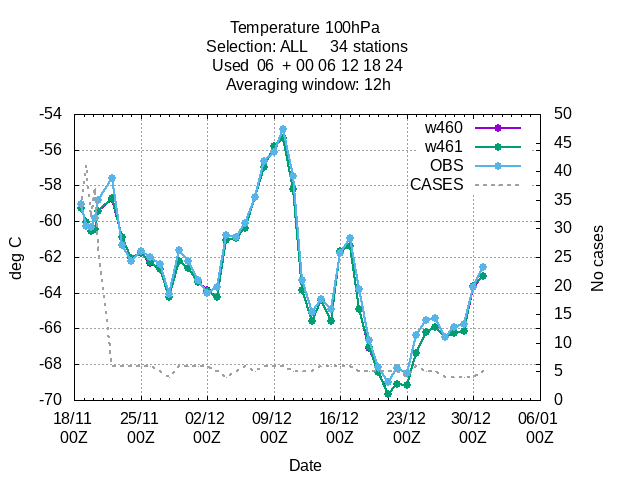 Temperature 100hPa
Selection: ALL     34 stations
Used  06  + 00 06 12 18 24
Averaging window: 12h
w460
w461
OBS
CASES
deg C
-54
-56
-58
-60
-62
-64
-66
-68
-70
50
45
40
35
30
25
20
15
10
5
0
No cases
18/11 25/11 02/12 09/12 16/12 23/12 30/12 06/01
00Z 00Z 00Z 00Z 00Z 00Z 00Z 00Z
Date